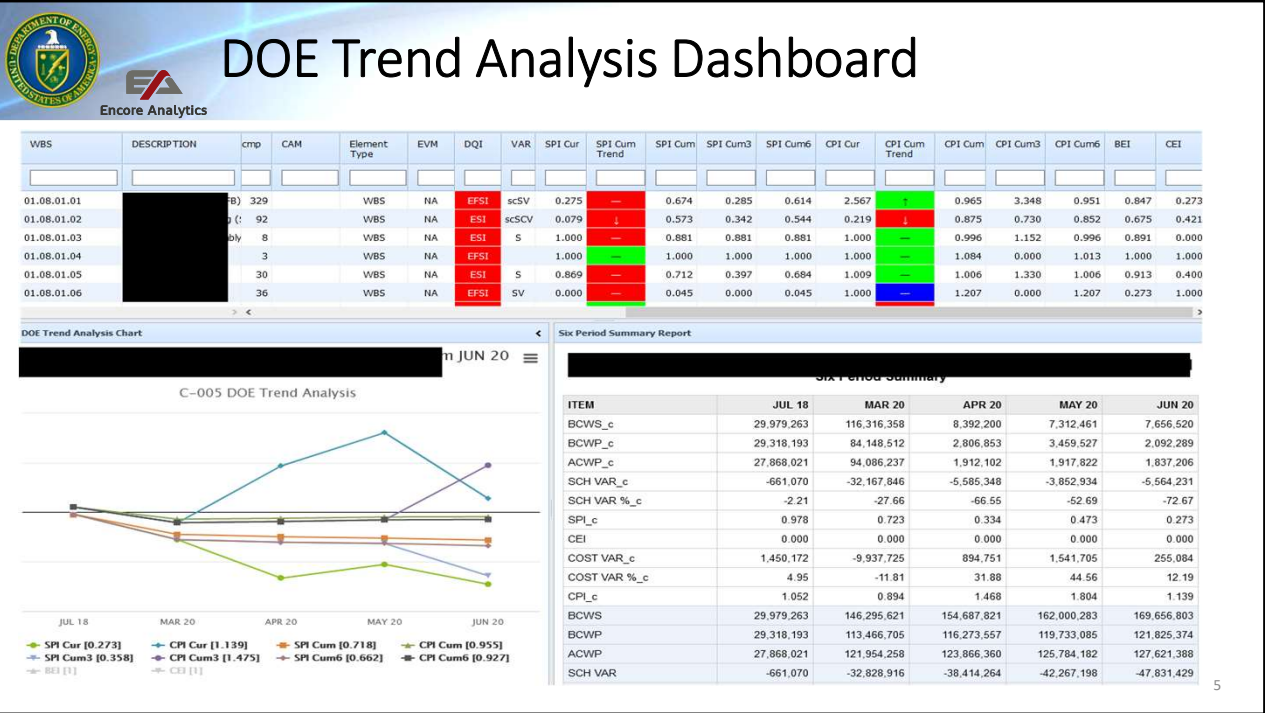 DEPARTMENT OF ENERGY
UNITED STATES OF AMERICA
DOE Trend Analysis Dashboard
EA
Encore Analytics
WBS DESCRIPTION cmp CAM Element Type EVM DQI VAR SPI Cur SPI Cum Trend SPI Cum SPI Cum3 SPI Cum6 CPI Cur CPI Cum Trend CPI Cum CPI Cum3 CPI Cum6 BEI CEI
01.08.01.01 FB) 329 WBS NA EFSI scSV 0.275 — 0.674 0.285 0.614 2.567 ↑ 0.965 3.348 0.951 0.847 0.273
01.08.01.02 g (: 92 WBS NA ESI scSCV 0.079 ↓ 0.573 0.342 0.544 0.219 ↓ 0.875 0.730 0.852 0.675 0.421
01.08.01.03 bly 8 WBS NA ESI S 1.000 — 0.881 0.881 0.881 1.000 — 0.996 1.152 0.996 0.891 0.000
01.08.01.04 3 WBS NA EFSI 1.000 — 1.000 1.000 1.000 1.000 — 1.084 0.000 1.013 1.000 1.000
01.08.01.05 30 WBS NA ESI S 0.869 — 0.712 0.397 0.684 1.009 — 1.006 1.330 1.006 0.913 0.400
01.08.01.06 36 WBS NA EFSI SV 0.000 — 0.045 0.000 0.045 1.000 — 1.207 0.000 1.207 0.273 1.000
DOE Trend Analysis Chart
m JUN 20
C-005 DOE Trend Analysis
JUL 18 MAR 20 APR 20 MAY 20 JUN 20
SPI Cur [0.273] CPI Cur [1.139] SPI Cum [0.718] CPI Cum [0.955]
SPI Cum3 [0.358] CPI Cum3 [1.475] SPI Cum6 [0.662] CPI Cum6 [0.927]
BEI [1] CEI [1]
Six Period Summary Report
Six Period Summary
ITEM JUL 18 MAR 20 APR 20 MAY 20 JUN 20
BCWS_c 29,979,263 116,316,358 8,392,200 7,312,461 7,656,520
BCWP_c 29,318,193 84,148,512 2,806,853 3,459,527 2,092,289
ACWP_c 27,868,021 94,086,237 1,912,102 1,917,822 1,837,206
SCH VAR_c -661,070 -32,167,846 -5,585,348 -3,852,934 -5,564,231
SCH VAR %_c -2.21 -27.66 -66.55 -52.69 -72.67
SPI_c 0.978 0.723 0.334 0.473 0.273
CEI 0.000 0.000 0.000 0.000 0.000
COST VAR_c 1,450,172 -9,937,725 894,751 1,541,705 255,084
COST VAR %_c 4.95 -11.81 31.88 44.56 12.19
CPI_c 1.052 0.894 1.468 1.804 1.139
BCWS 29,979,263 146,295,621 154,687,821 162,000,283 169,656,803
BCWP 29,318,193 113,466,705 116,273,557 119,733,085 121,825,374
ACWP 27,868,021 121,954,258 123,866,360 125,784,182 127,621,388
SCH VAR -661,070 -32,828,916 -38,414,264 -42,267,198 -47,831,429
5